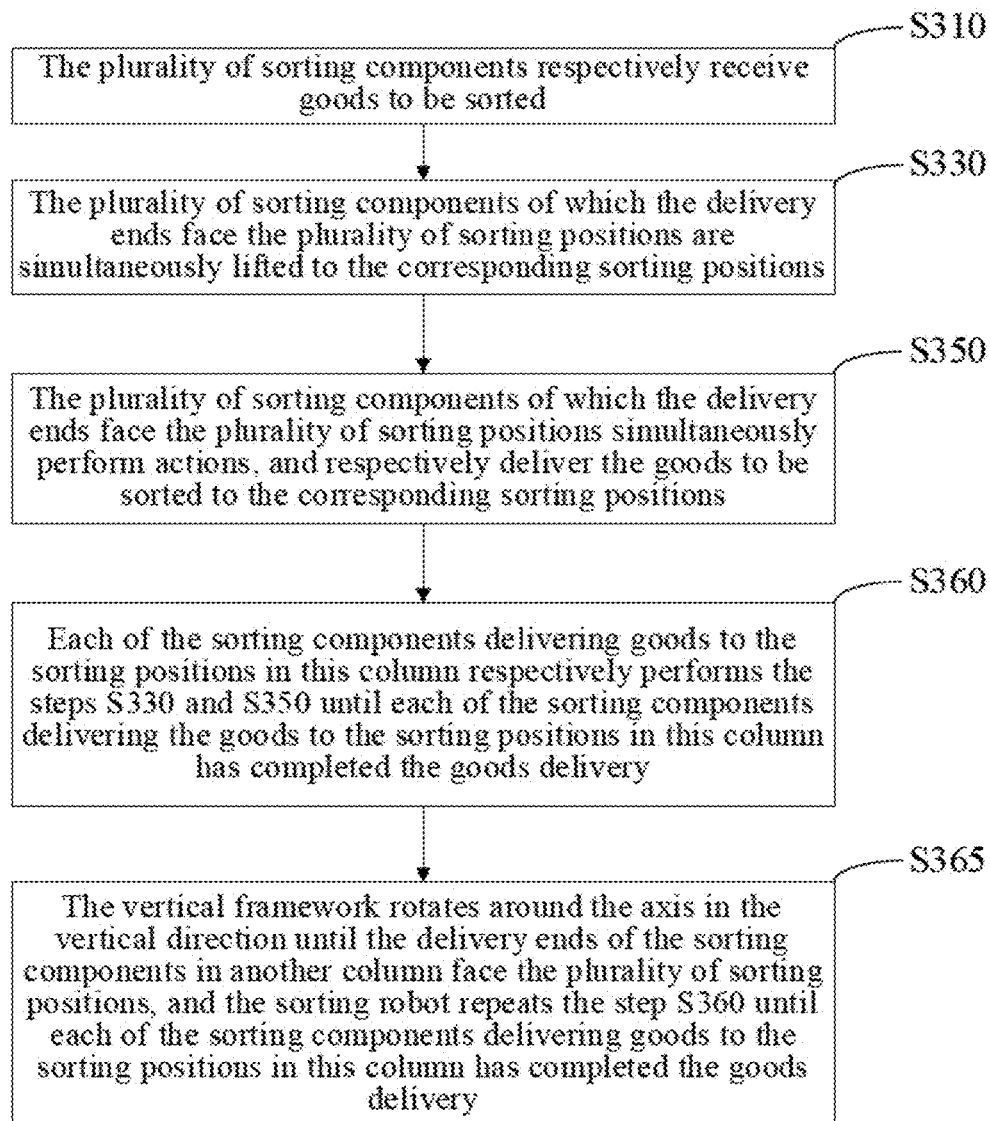 S310
The plurality of sorting components respectively receive
goods to be sorted
S330
The plurality of sorting components of which the delivery
ends face the plurality of sorting positions are
simultaneously lifted to the corresponding sorting positions
S350
The plurality of sorting components of which the delivery
ends face the plurality of sorting positions simultaneously
perform actions, and respectively deliver the goods to be
sorted to the corresponding sorting positions
S360
Each of the sorting components delivering goods to the
sorting positions in this column respectively performs the
steps S330 and S350 until each of the sorting components
delivering the goods to the sorting positions in this column
has completed the goods delivery
S365
The vertical framework rotates around the axis in the
vertical direction until the delivery ends of the sorting
components in another column face the plurality of sorting
positions, and the sorting robot repeats the step S360 until
each of the sorting components delivering goods to the
sorting positions in this column has completed the goods
delivery